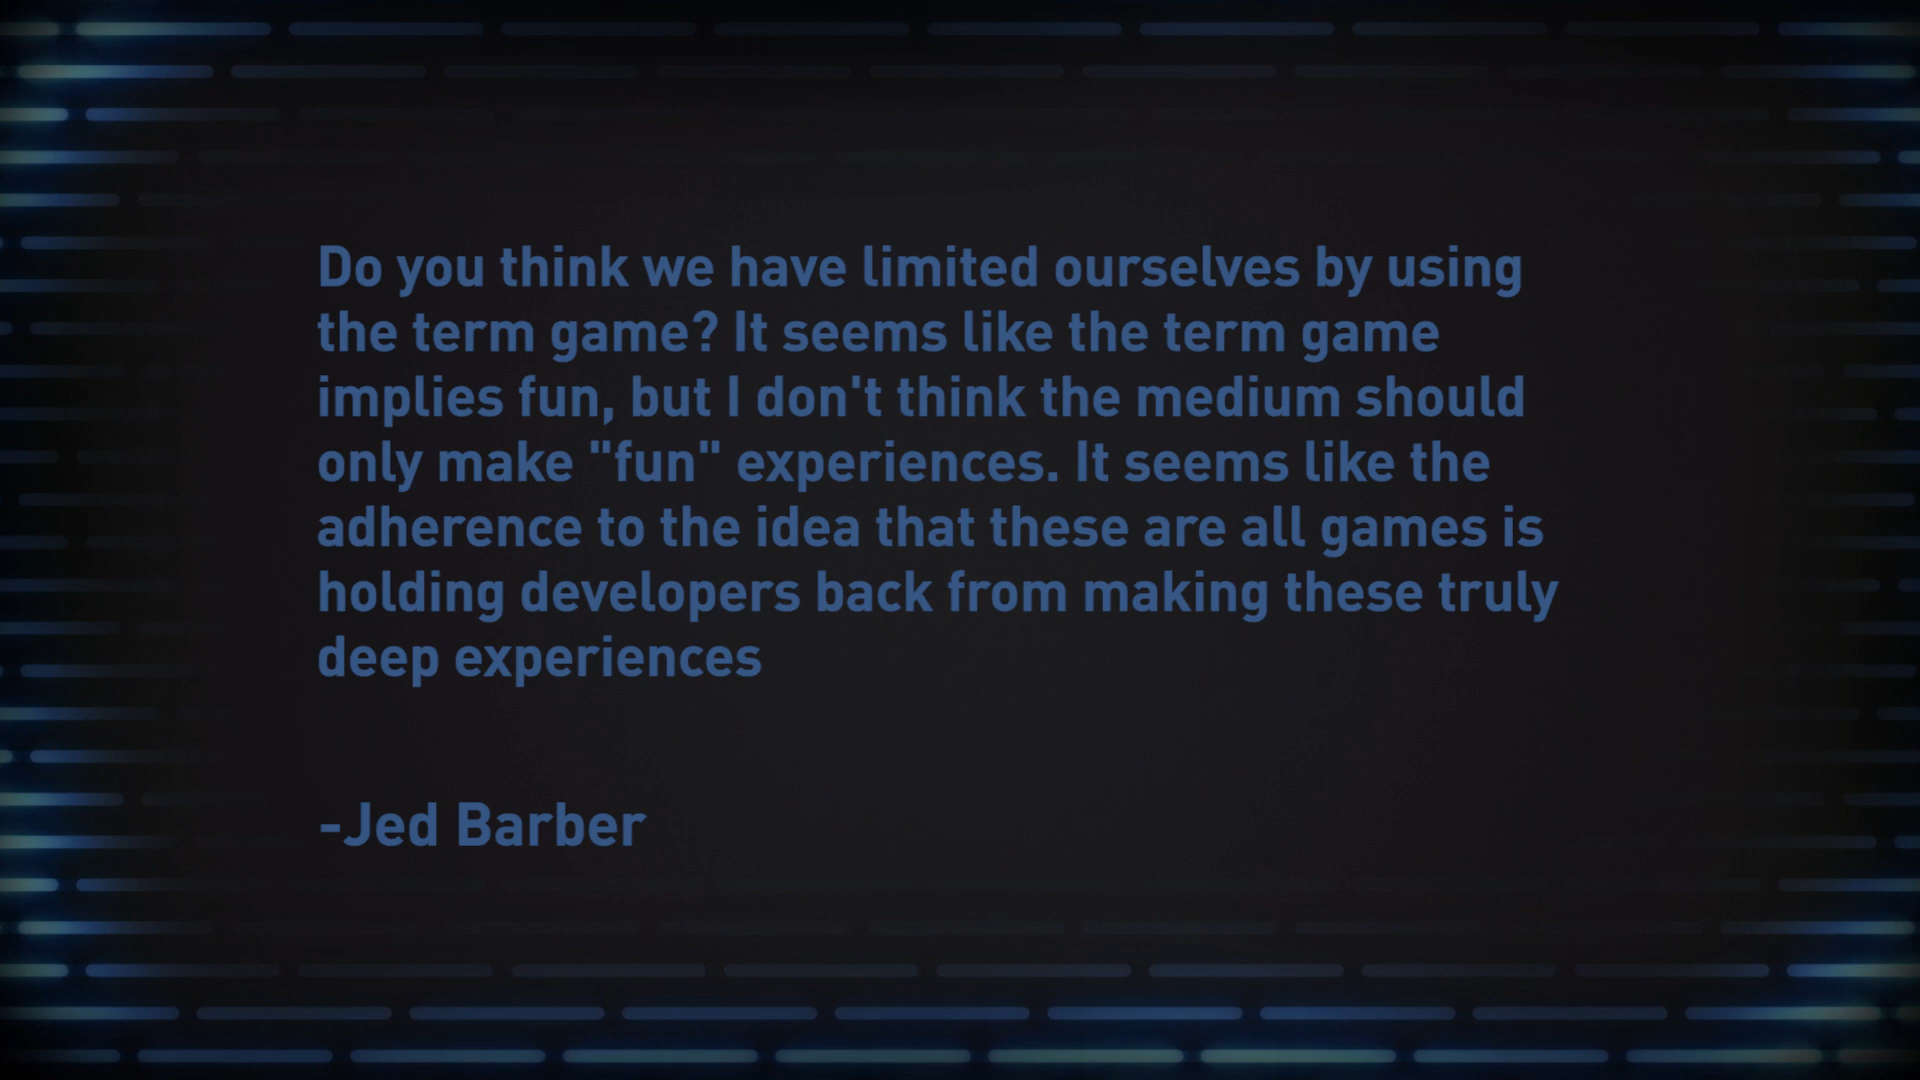 Do you think we have limited ourselves by using
the term game? It seems like the term game
implies fun, but I don't think the medium should
only make "fun" experiences. It seems like the
adherence to the idea that these are all games is
holding developers back from making these truly
deep experiences
-Jed Barber